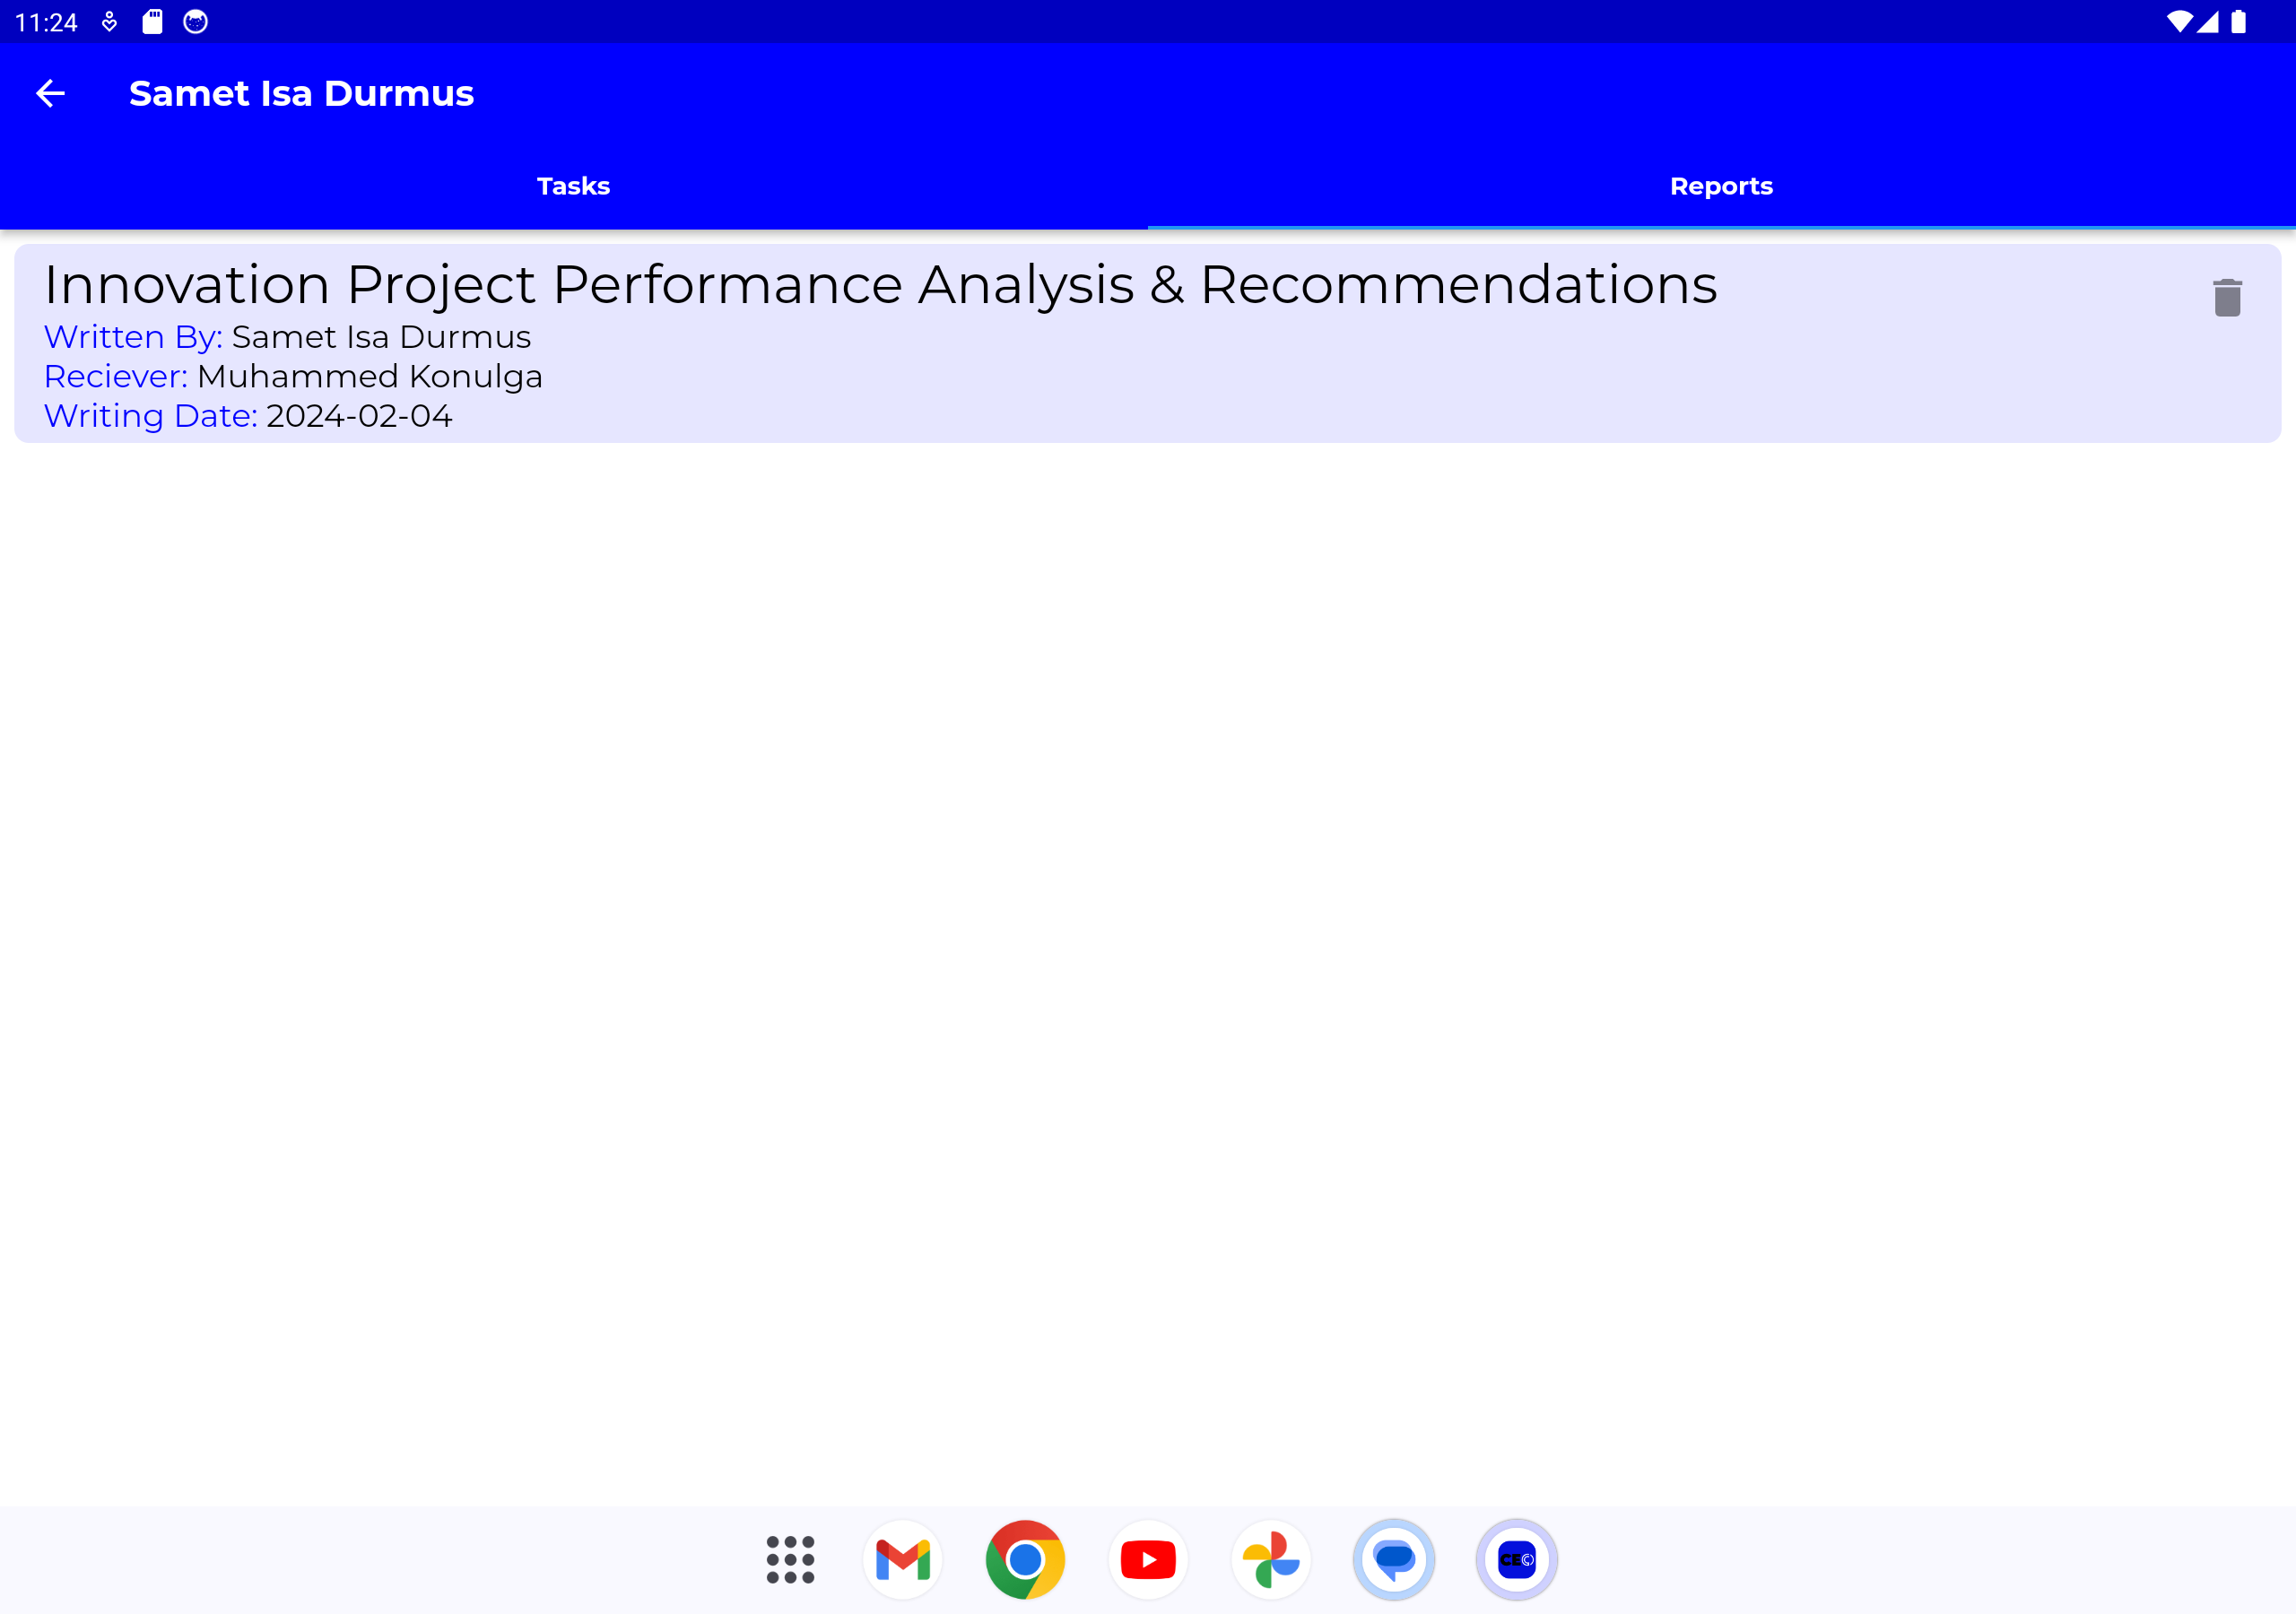 11:24
Samet Isa Durmus
Tasks
Reports
Innovation Project Performance Analysis & Recommendations
Written By: Samet Isa Durmus
Reciever: Muhammed Konulga
Writing Date: 2024-02-04
CEO